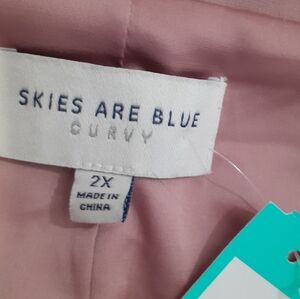 SKIES ARE BLUE
CURVY
2X
MADE IN
CHINA